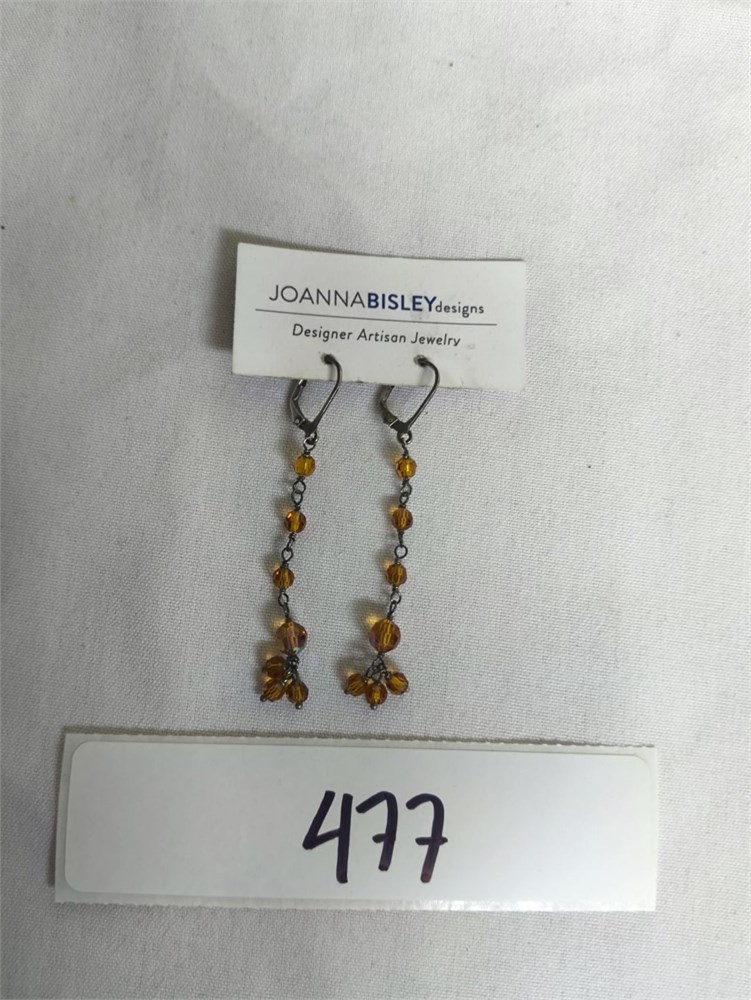 JOANNABISLEYdesigns
Designer Artisan Jewelry
477